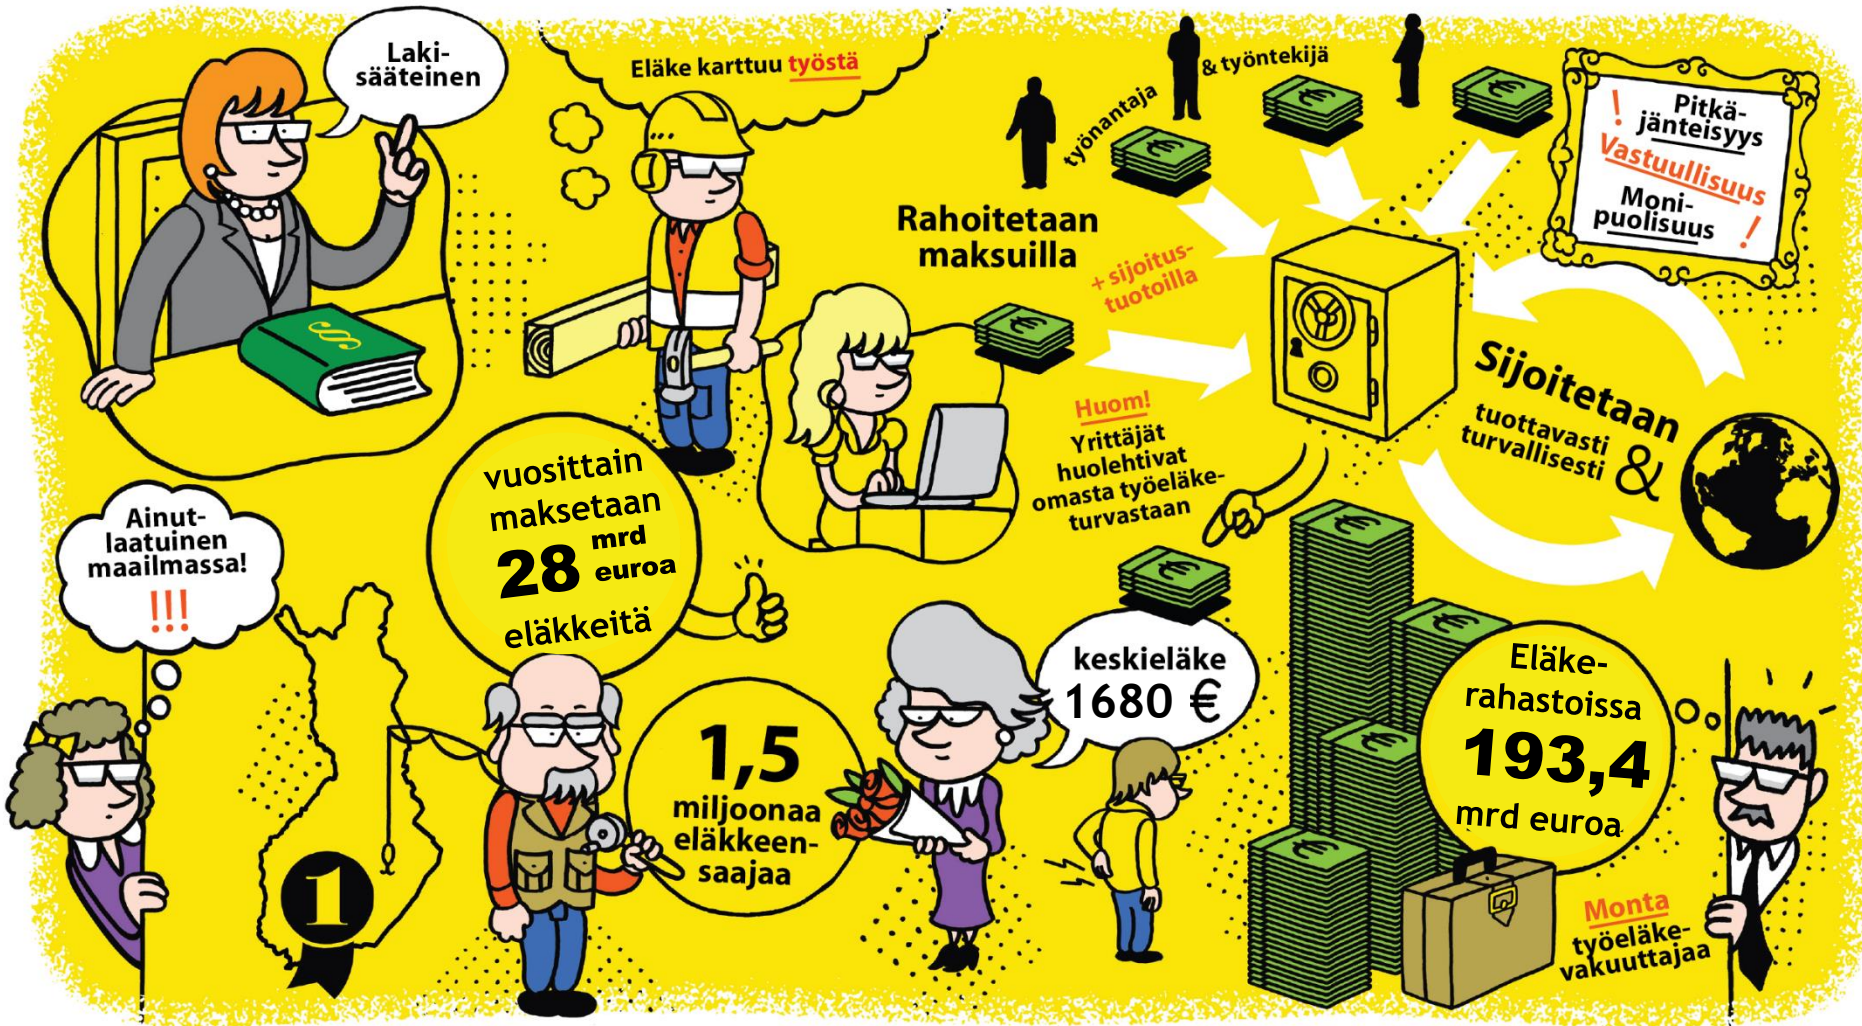 Laki-
sääteinen
Eläke karttuu työstä
työnantaja
& työntekijä
Rahoitetaan
maksuilla
+ sijoitus-
tuotoilla
! Pitkä-
jänteisyys
Vastuullisuus
Moni-
puolisuus !
Sijoitetaan
tuottavasti
turvallisesti &
Huom!
Yrittäjät
huolehtivat
omasta työeläke-
turvastaan
vuosittain
maksetaan
28 mrd
euroa
eläkkeitä
Ainut-
laatuinen
maailmassa!
!!!
1
1,5
miljoonaa
eläkkeen-
saajaa
keskieläke
1680 €
Eläke-
rahastoissa
193,4
mrd euroa
Monta
työeläke-
vakuuttajaa
§
€
€
€
€
€
€
€
€
€